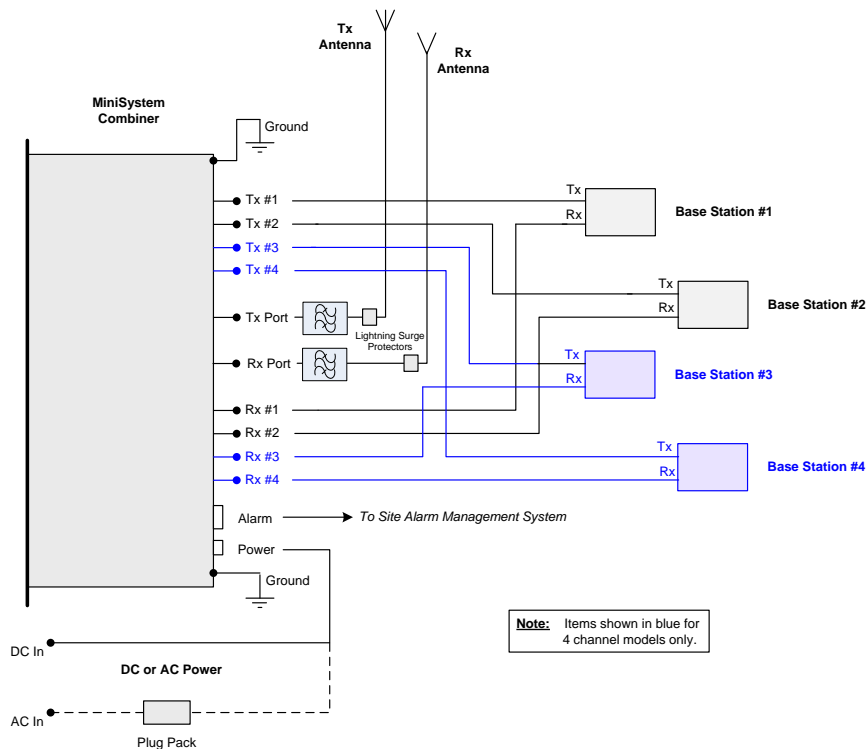 Tx
Antenna
Rx
Antenna
MiniSystem
Combiner
Ground
Tx #1
Tx #2
Tx #3
Tx #4
Tx Port
Lightning Surge
Protectors
Rx Port
Rx #1
Rx #2
Rx #3
Rx #4
Alarm
To Site Alarm Management System
Power
Ground
Tx
Rx
Base Station #1
Tx
Rx
Base Station #2
Tx
Rx
Base Station #3
Tx
Rx
Base Station #4
Note: Items shown in blue for
4 channel models only.
DC In
DC or AC Power
AC In
Plug Pack